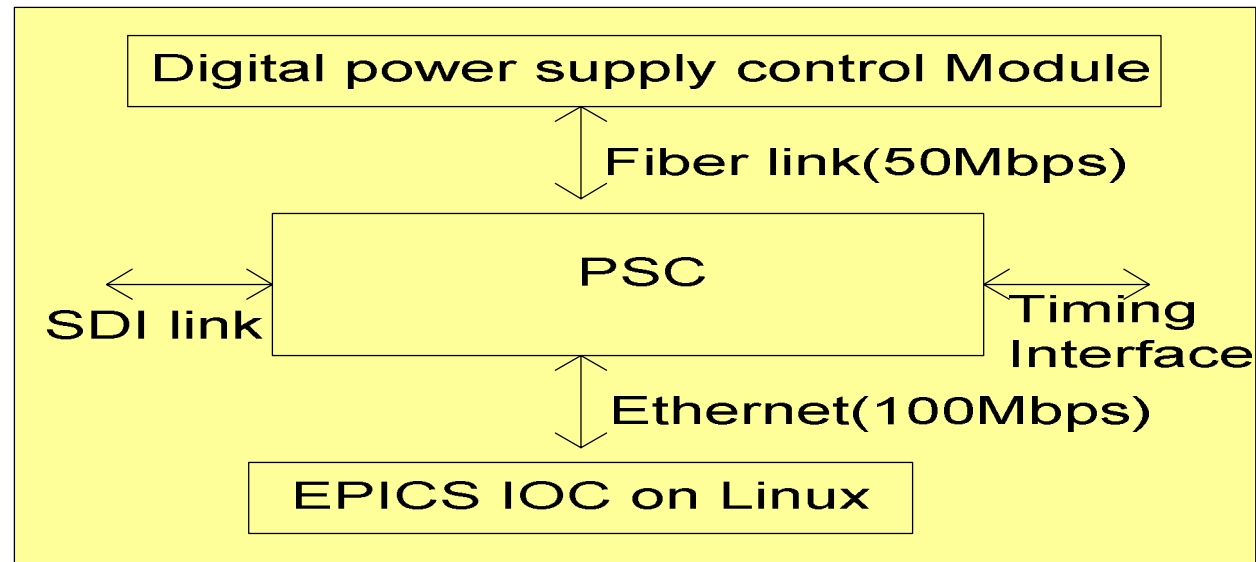 Digital power supply control Module
Fiber link(50Mbps)
PSC
SDI link
Timing
Interface
Ethernet(100Mbps)
EPICS IOC on Linux